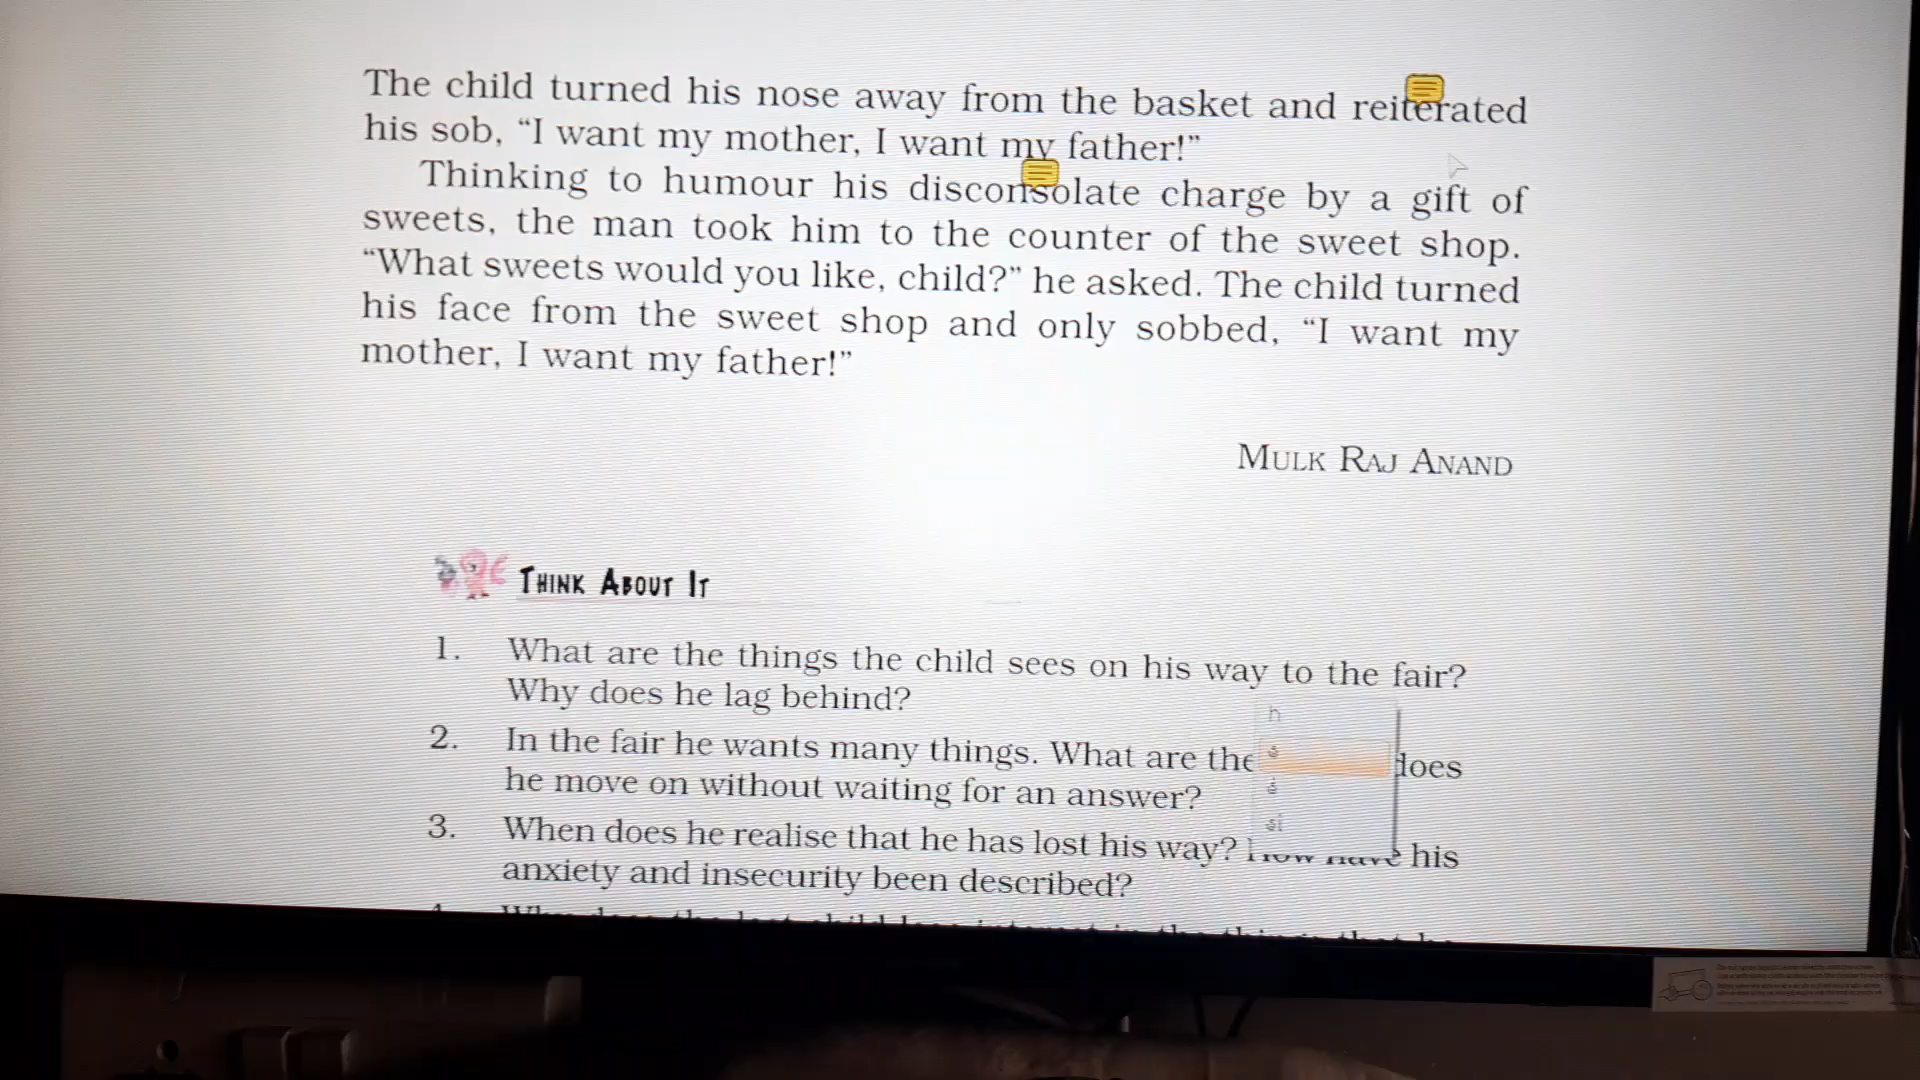 The child turned his nose away from the basket and reiterated
his sob, “I want my mother, I want my father!”
Thinking to humour his disconsolate charge by a gift of
sweets, the man took him to the counter of the sweet shop.
“What sweets would you like, child?” he asked. The child turned
his face from the sweet shop and only sobbed, “I want my
mother, I want my father!”
MULK RAJ ANAND
THINK ABOUT IT
1. What are the things the child sees on his way to the fair?
Why does he lag behind?
2. In the fair he wants many things. What are the does
he move on without waiting for an answer?
3. When does he realise that he has lost his way? How have his
anxiety and insecurity been described?